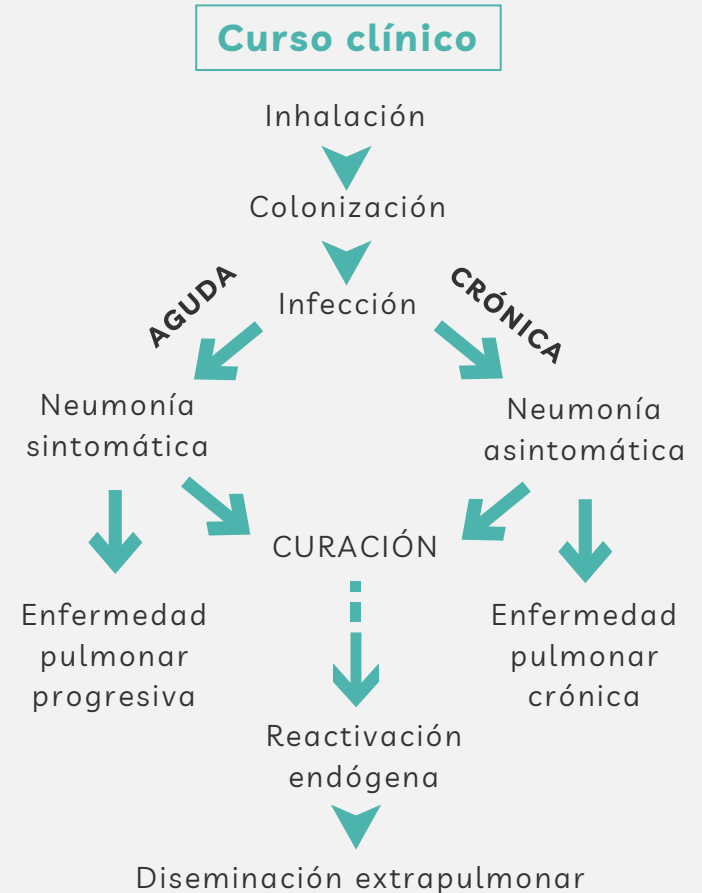 Curso clínico
Inhalación
Colonización
AGUDA
CRÓNICA
Infección
Neumonía
sintomática
Neumonía
asintomática
CURACIÓN
Enfermedad
pulmonar
progresiva
Enfermedad
pulmonar
crónica
Reactivación
endógena
Diseminación extrapulmonar